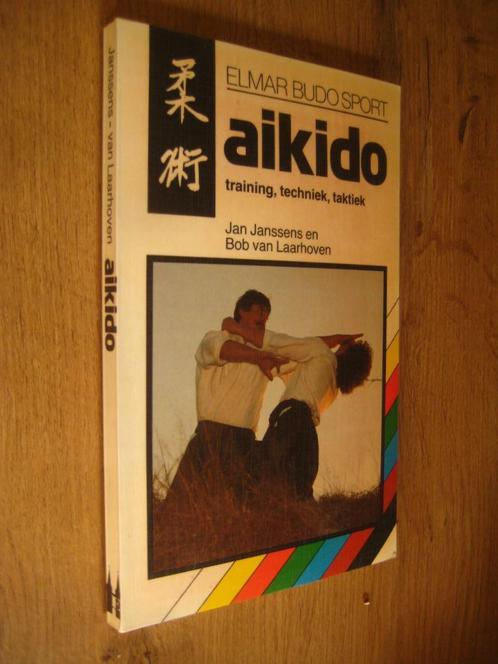 柔
術
ELMAR BUDO SPORT
aikido
training, techniek, taktiek
Jan Janssens en
Bob van Laarhoven
Janssens - van Laarhoven aikido